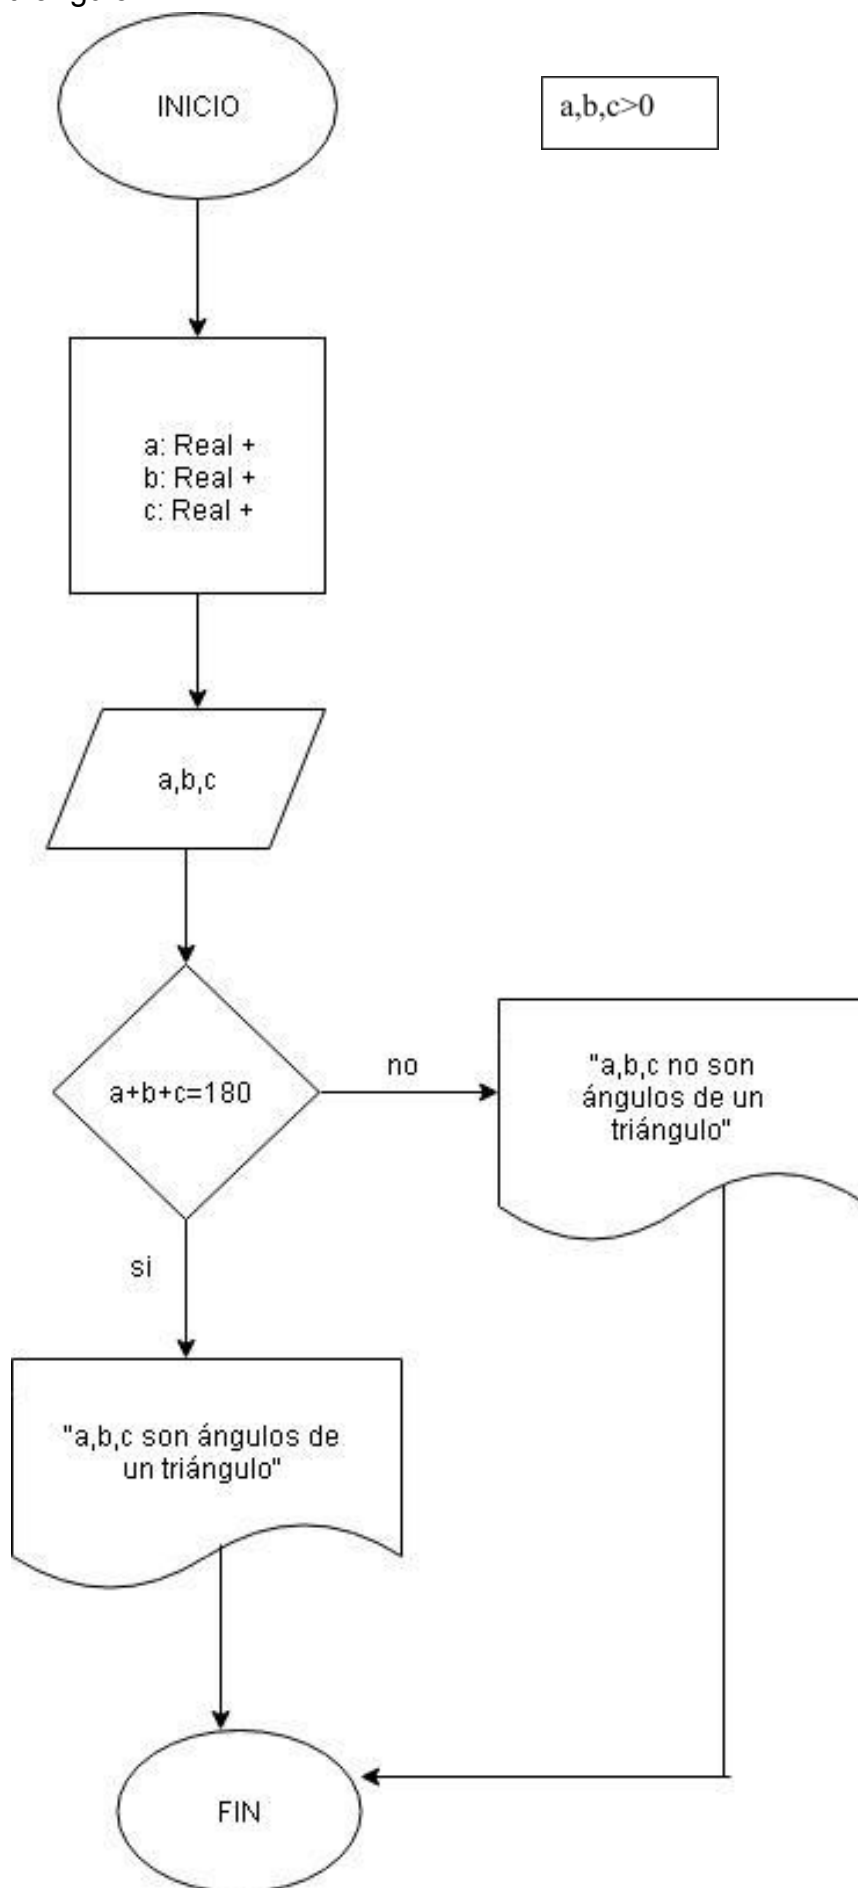 INICIO
a,b,c>0
a: Real +
b: Real +
c: Real +
a,b,c
a+b+c=180
no
"a,b,c no son
ángulos de un
triángulo"
si
"a,b,c son ángulos de
un triángulo"
FIN